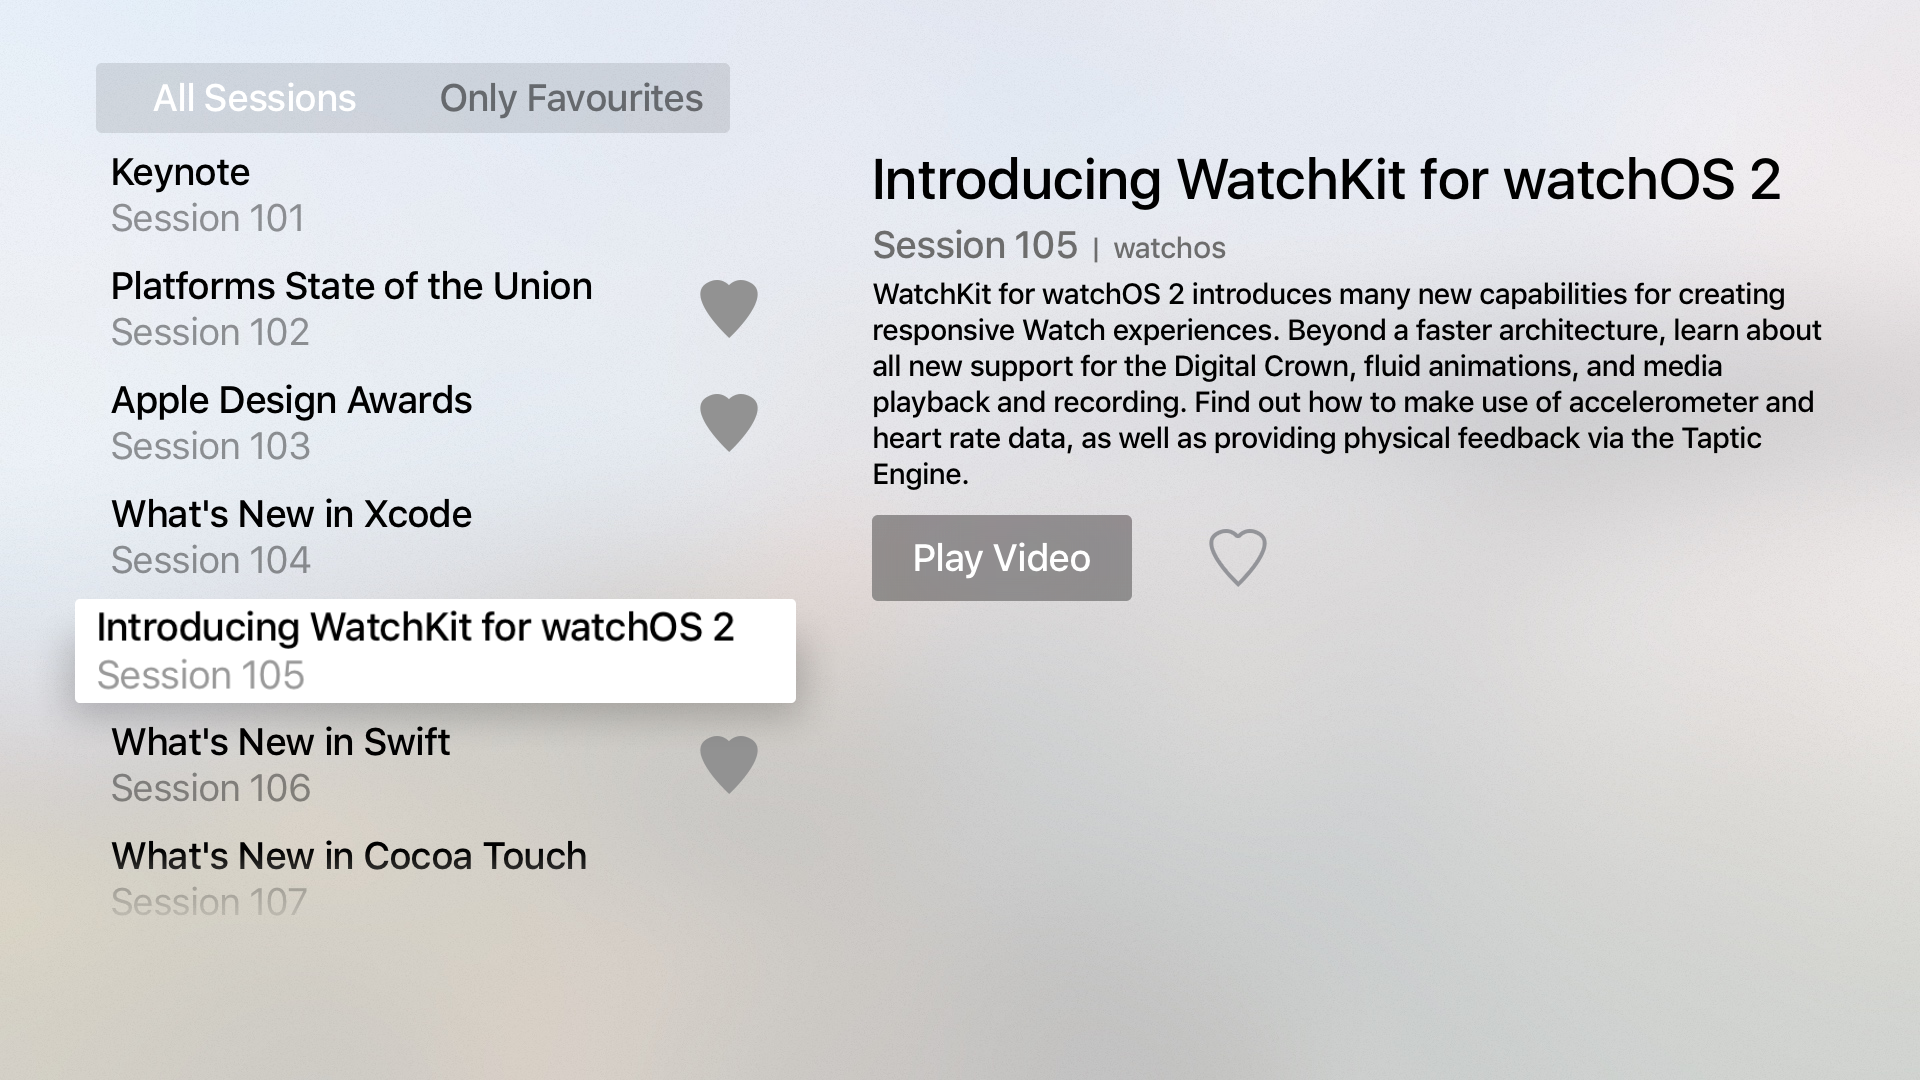 All Sessions Only Favourites
Keynote
Session 101
Platforms State of the Union
Session 102
Apple Design Awards
Session 103
What's New in Xcode
Session 104
Introducing WatchKit for watchOS 2
Session 105
What's New in Swift
Session 106
What's New in Cocoa Touch
Session 107
Introducing WatchKit for watchOS 2
Session 105 | watchos
WatchKit for watchOS 2 introduces many new capabilities for creating
responsive Watch experiences. Beyond a faster architecture, learn about
all new support for the Digital Crown, fluid animations, and media
playback and recording. Find out how to make use of accelerometer and
heart rate data, as well as providing physical feedback via the Taptic
Engine.
Play Video